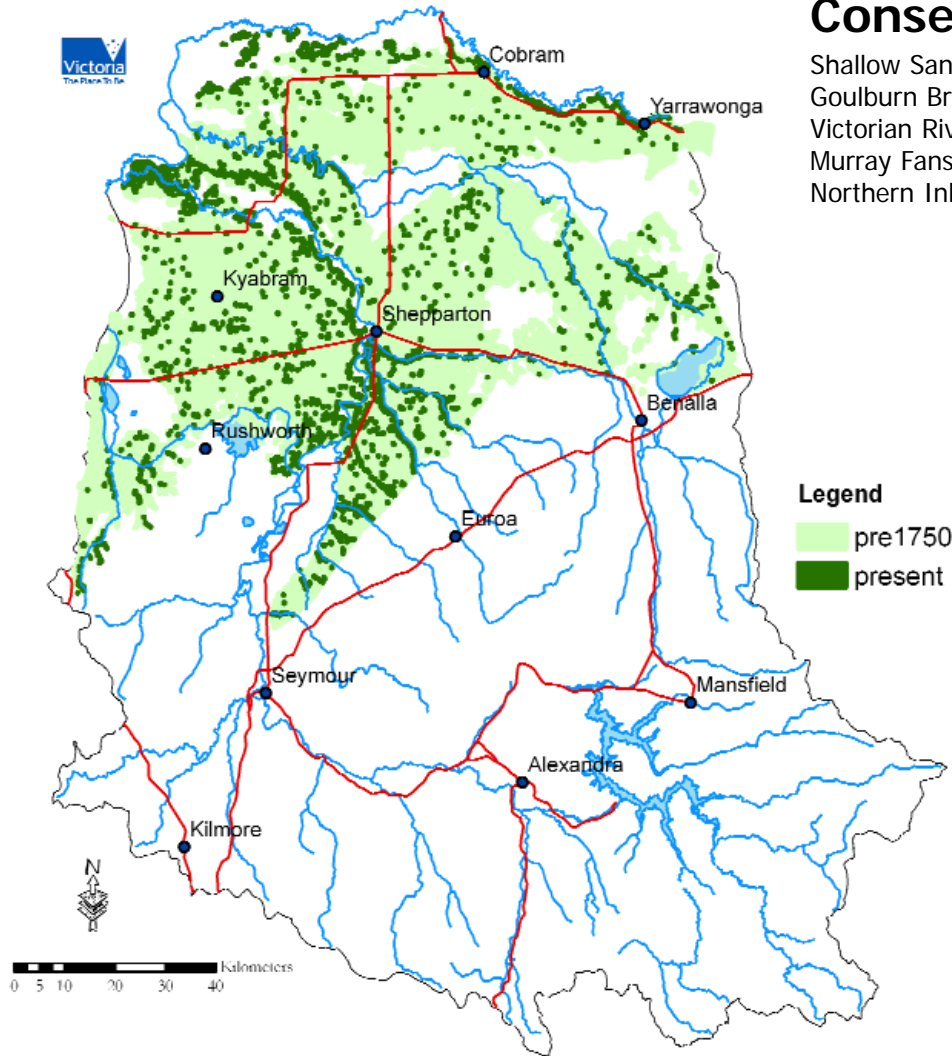 Conse
Shallow San
Goulburn Br
Victorian Riv
Murray Fans
Northern Inl
Victoria
The Place To Be
Cobram
Yarrawonga
Kyabram
Shepparton
Benalla
Rushworth
Euroa
Legend
pre1750
present
Seymour
Mansfield
Alexandra
Kilmore
N
Kilometers
0 5 10 20 30 40